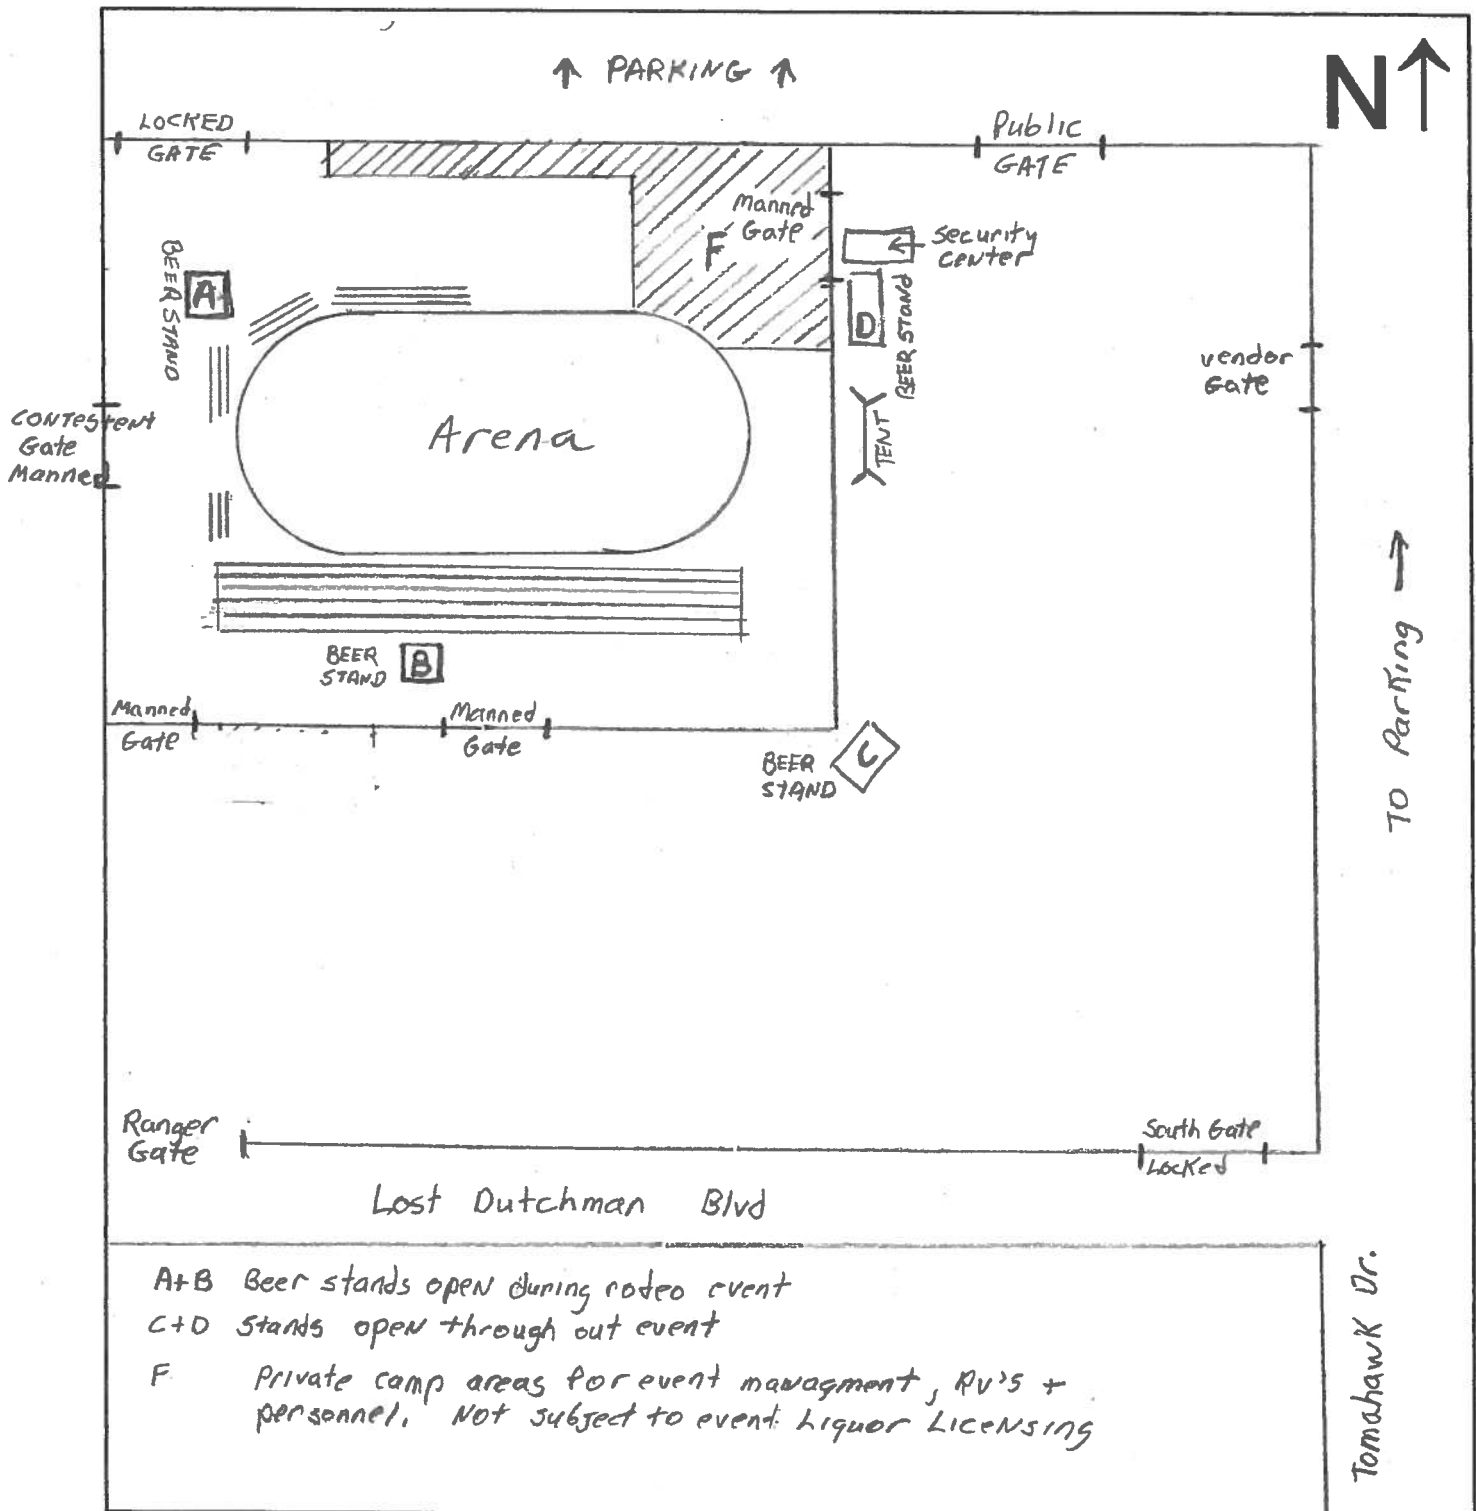 ↑ PARKING ↑
N↑
LOCKED
GATE
Public
GATE
Manned
Gate
F
Security
Center
BEER STAND
A
D
BEER STAND
vendor
Gate
CONTESTENT
Gate
Manned
Arena
TENT
TO Parking →
BEER
STAND
B
Manned
Gate
Manned
Gate
BEER
STAND
C
Ranger
Gate
South Gate
Locked
Lost Dutchman Blvd
Tomahawk Dr.
A+B Beer stands open during rodeo event
C+D Stands open through out event
F Private camp areas for event managment, RV's +
personnel. Not subject to event Liquor Licensing